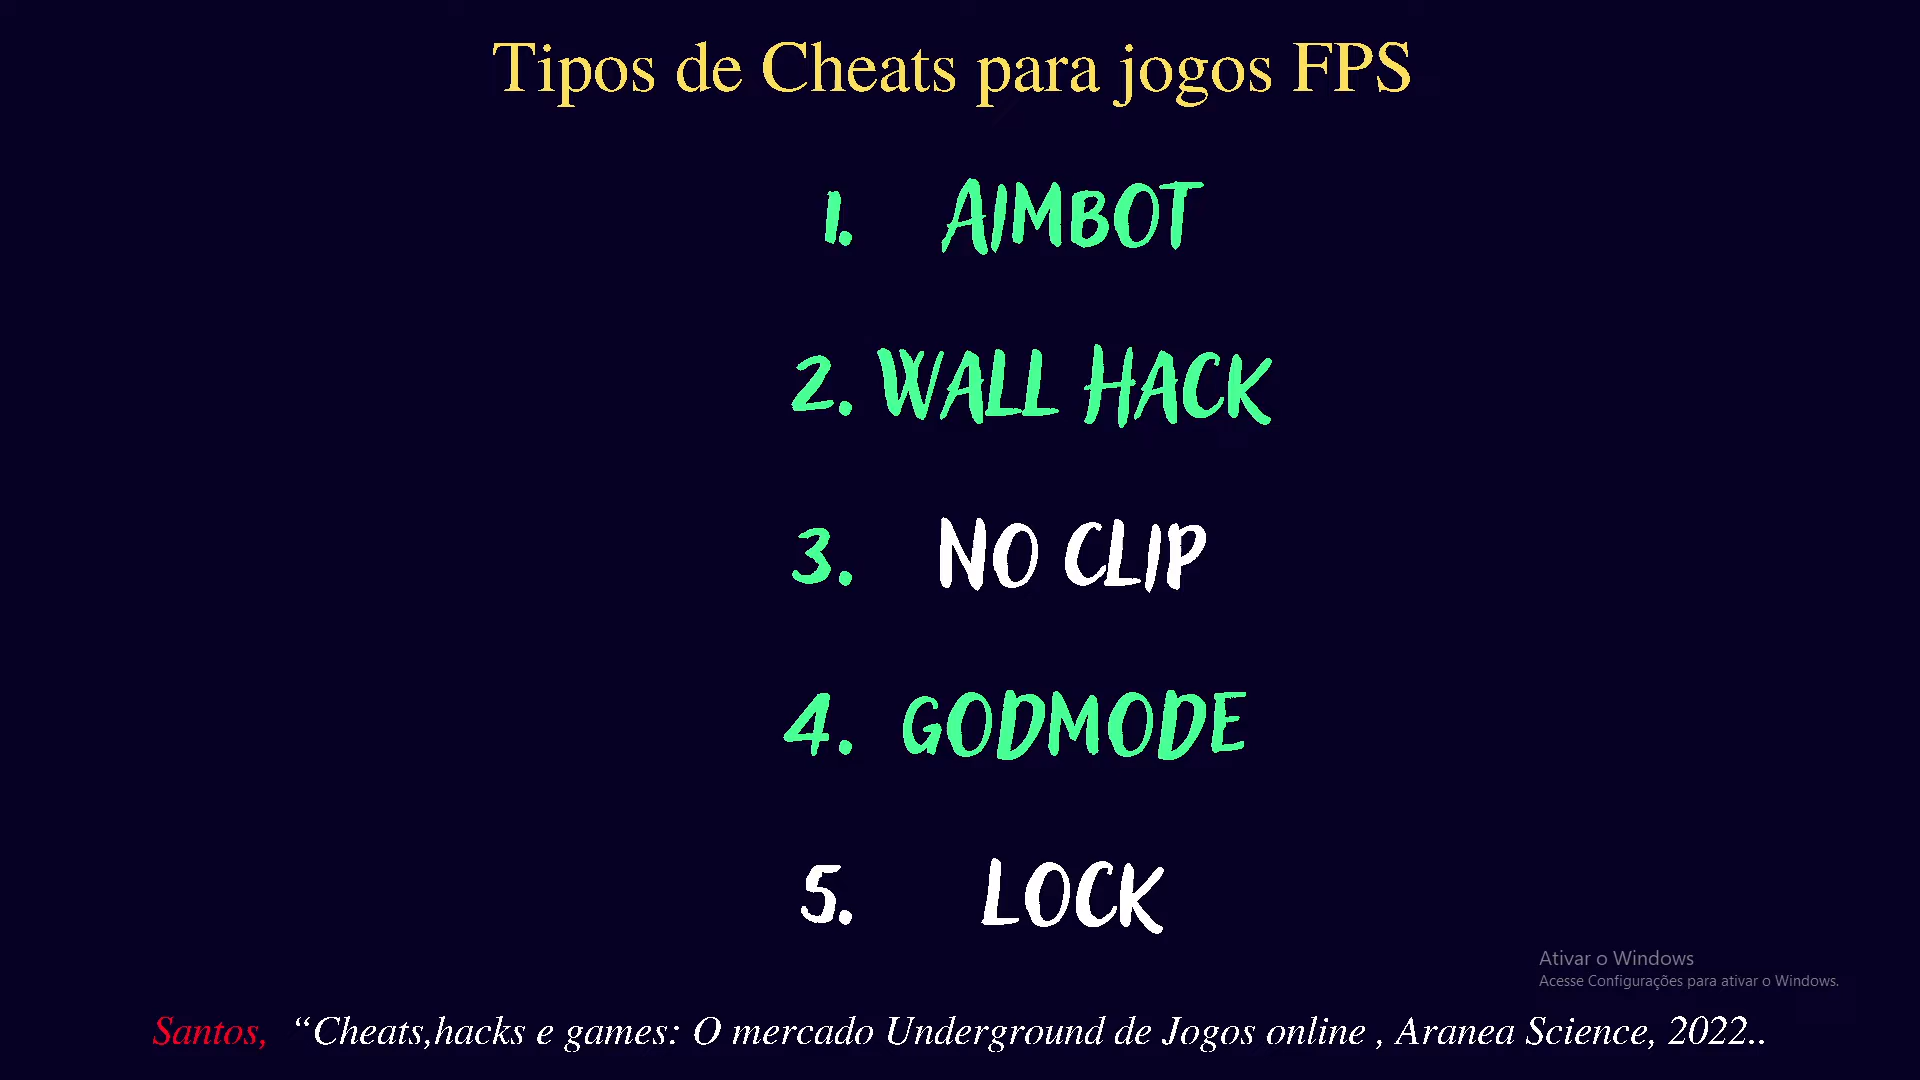 Tipos de Cheats para jogos FPS
1. AIMBOT
2. WALL HACK
3. NO CLIP
4. GODMODE
5. LOCK
Ativar o Windows
Acesse Configurações para ativar o Windows.
Santos, “Cheats,hacks e games: O mercado Underground de Jogos online , Aranea Science, 2022..